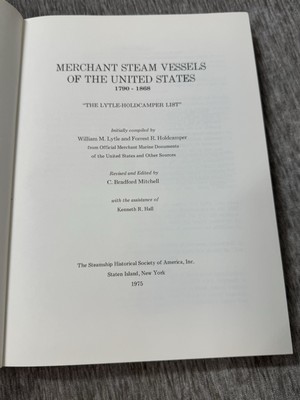 MERCHANT STEAM VESSELS
OF THE UNITED STATES
1790 - 1868
"THE LYTLE-HOLDCAMPER LIST"
Initially compiled by
William M. Lytle and Forrest R. Holdcamper
from Official Merchant Marine Documents
of the United States and Other Sources
Revised and Edited by
C. Bradford Mitchell
with the assistance of
Kenneth R. Hall
The Steamship Historical Society of America, Inc.
Staten Island, New York
1975